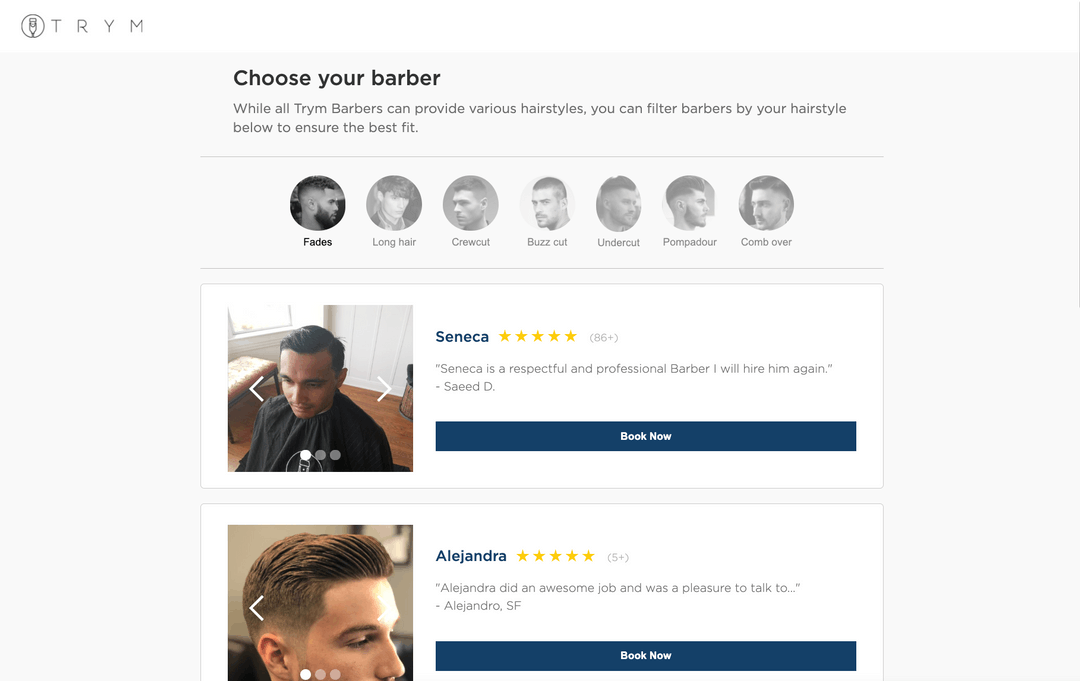 TRYM
Choose your barber
While all Trym Barbers can provide various hairstyles, you can filter barbers by your hairstyle
below to ensure the best fit.
Fades
Long hair
Crewcut
Buzz cut
Undercut
Pompadour
Comb over
Seneca (86+)
"Seneca is a respectful and professional Barber I will hire him again."
- Saeed D.
Book Now
Alejandra (5+)
"Alejandra did an awesome job and was a pleasure to talk to..."
- Alejandro, SF
Book Now